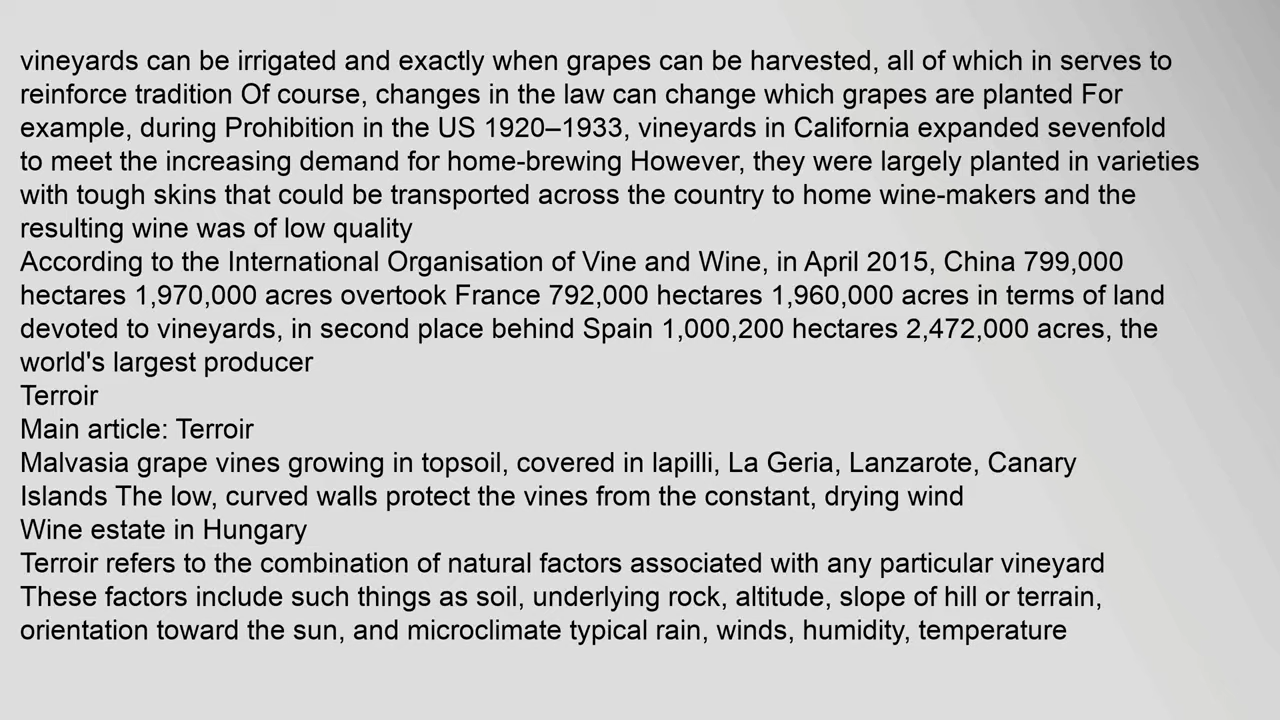 vineyards can be irrigated and exactly when grapes can be harvested, all of which in serves to
reinforce tradition Of course, changes in the law can change which grapes are planted For
example, during Prohibition in the US 1920–1933, vineyards in California expanded sevenfold
to meet the increasing demand for home-brewing However, they were largely planted in varieties
with tough skins that could be transported across the country to home wine-makers and the
resulting wine was of low quality
According to the International Organisation of Vine and Wine, in April 2015, China 799,000
hectares 1,970,000 acres overtook France 792,000 hectares 1,960,000 acres in terms of land
devoted to vineyards, in second place behind Spain 1,000,200 hectares 2,472,000 acres, the
world's largest producer
Terroir
Main article: Terroir
Malvasia grape vines growing in topsoil, covered in lapilli, La Geria, Lanzarote, Canary
Islands The low, curved walls protect the vines from the constant, drying wind
Wine estate in Hungary
Terroir refers to the combination of natural factors associated with any particular vineyard
These factors include such things as soil, underlying rock, altitude, slope of hill or terrain,
orientation toward the sun, and microclimate typical rain, winds, humidity, temperature